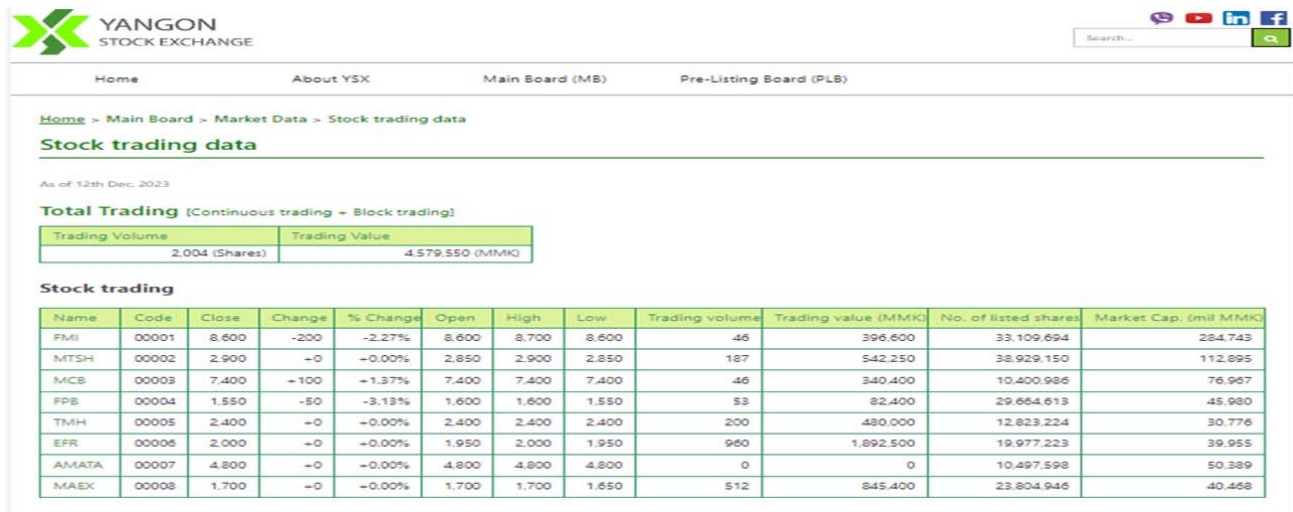 YANGON
STOCK EXCHANGE
Search...
Home About YSX Main Board (MB) Pre-Listing Board (PLB)
Home > Main Board > Market Data > Stock trading data
Stock trading data
As of 12th Dec. 2023
Total Trading [Continuous trading + Block trading]
Trading Volume Trading Value
2,004 (Shares) 4,579,550 (MMK)
Stock trading
Name Code Close Change % Change Open High Low Trading volume Trading value (MMK) No. of listed shares Market Cap. (mil MMK)
FMI 00001 8,600 -200 -2.27% 8,600 8,700 8,600 46 396,600 33,109,694 284,743
MTSH 00002 2,900 +0 +0.00% 2,850 2,900 2,850 187 542,250 38,929,150 112,895
MCB 00003 7,400 +100 +1.37% 7,400 7,400 7,400 46 340,400 10,400,986 76,967
FPB 00004 1,550 -50 -3.13% 1,600 1,600 1,550 53 82,400 29,664,613 45,980
TMH 00005 2,400 +0 +0.00% 2,400 2,400 2,400 200 480,000 12,823,224 30,776
EFR 00006 2,000 +0 +0.00% 1,950 2,000 1,950 960 1,892,500 19,977,223 39,955
AMATA 00007 4,800 +0 +0.00% 4,800 4,800 4,800 0 0 10,497,598 50,389
MAEX 00008 1,700 +0 +0.00% 1,700 1,700 1,650 512 845,400 23,804,946 40,468